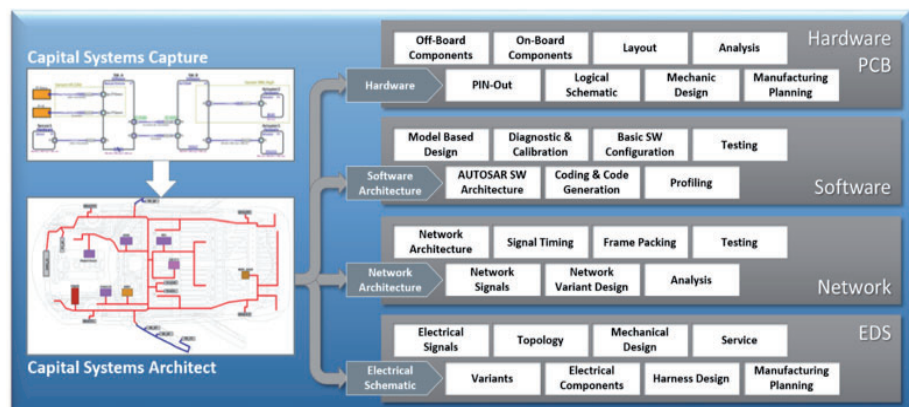 Capital Systems Capture
Capital Systems Architect
Hardware
PCB
Off-Board
Components
On-Board
Components
Layout
Analysis
Hardware
PIN-Out
Logical
Schematic
Mechanic
Design
Manufacturing
Planning
Software
Model Based
Design
Diagnostic &
Calibration
Basic SW
Configuration
Testing
Software
Architecture
AUTOSAR SW
Architecture
Coding & Code
Generation
Profiling
Network
Network
Architecture
Signal Timing
Frame Packing
Testing
Network
Architecture
Network
Signals
Network
Variant Design
Analysis
EDS
Electrical
Signals
Topology
Mechanical
Design
Service
Electrical
Schematic
Variants
Electrical
Components
Harness Design
Manufacturing
Planning